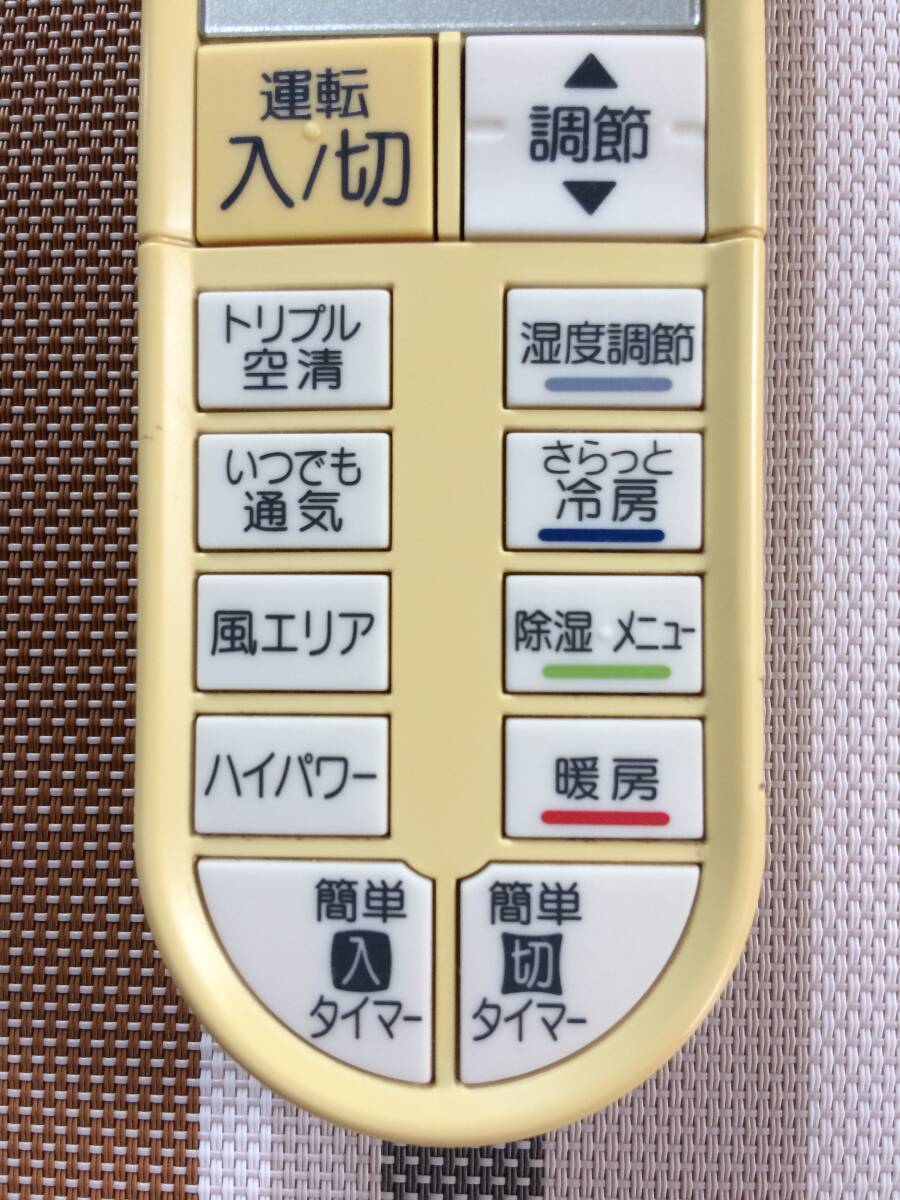 運転
入/切
▲
調節
▼
トリプル
空清
湿度調節
いつでも
通気
さらっと
冷房
風エリア
除湿 メニュー
ハイパワー
暖房
簡単
入
タイマー
簡単
切
タイマー